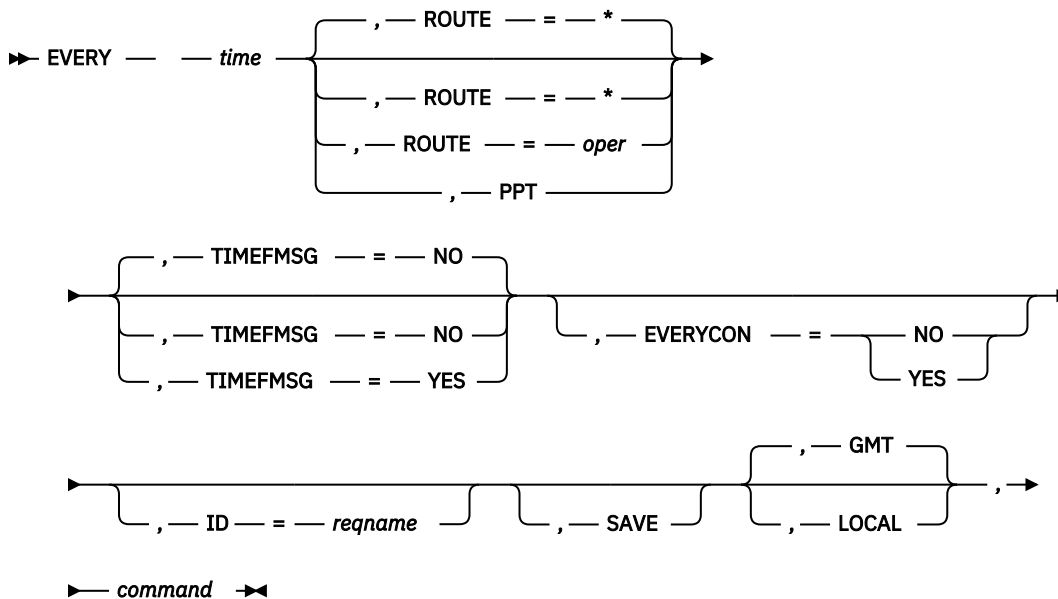 , ROUTE = *
EVERY time
, ROUTE = *
, ROUTE = oper
, PPT
, TIMEFMSG = NO
, TIMEFMSG = NO
, TIMEFMSG = YES
, EVERYCON = NO
YES
, GMT
, ID = reqname
, SAVE
, LOCAL
,
command